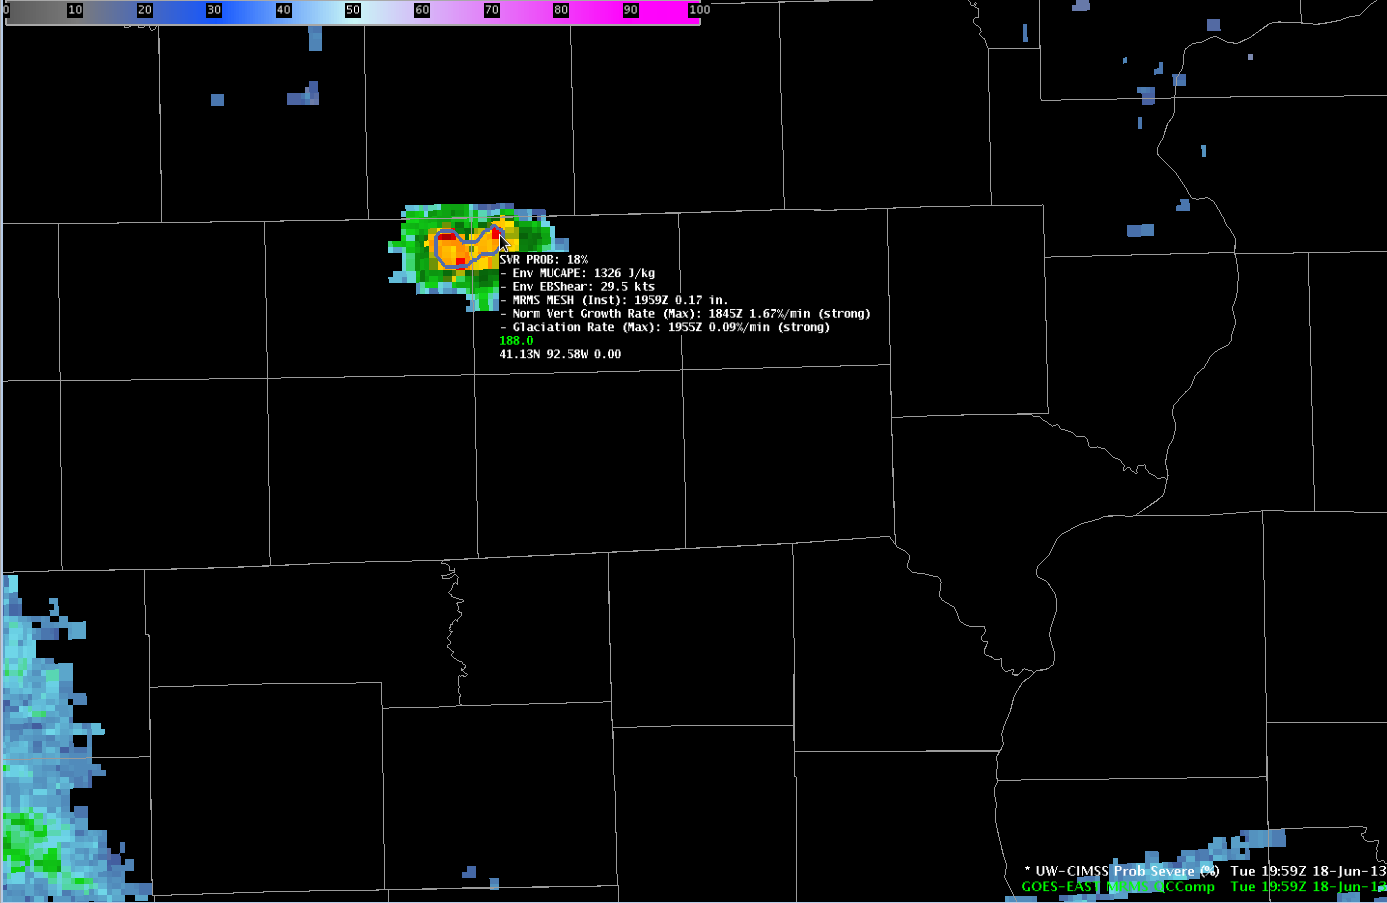 0 10 20 30 40 50 60 70 80 90 100
SVR PROB: 18%
- Env MUCAPE: 1326 J/kg
- Env EBShear: 29.5 kts
- MRMS MESH (Inst): 1959Z 0.17 in.
- Norm Vert Growth Rate (Max): 1845Z 1.67%/min (strong)
- Glaciation Rate (Max): 1955Z 0.09%/min (strong)
188.0
41.13N 92.58W 0.00
* UW-CIMSS Prob Severe (%) Tue 19:59Z 18-Jun-13
GOES-EAST MRMS QCComp Tue 19:59Z 18-Jun-13